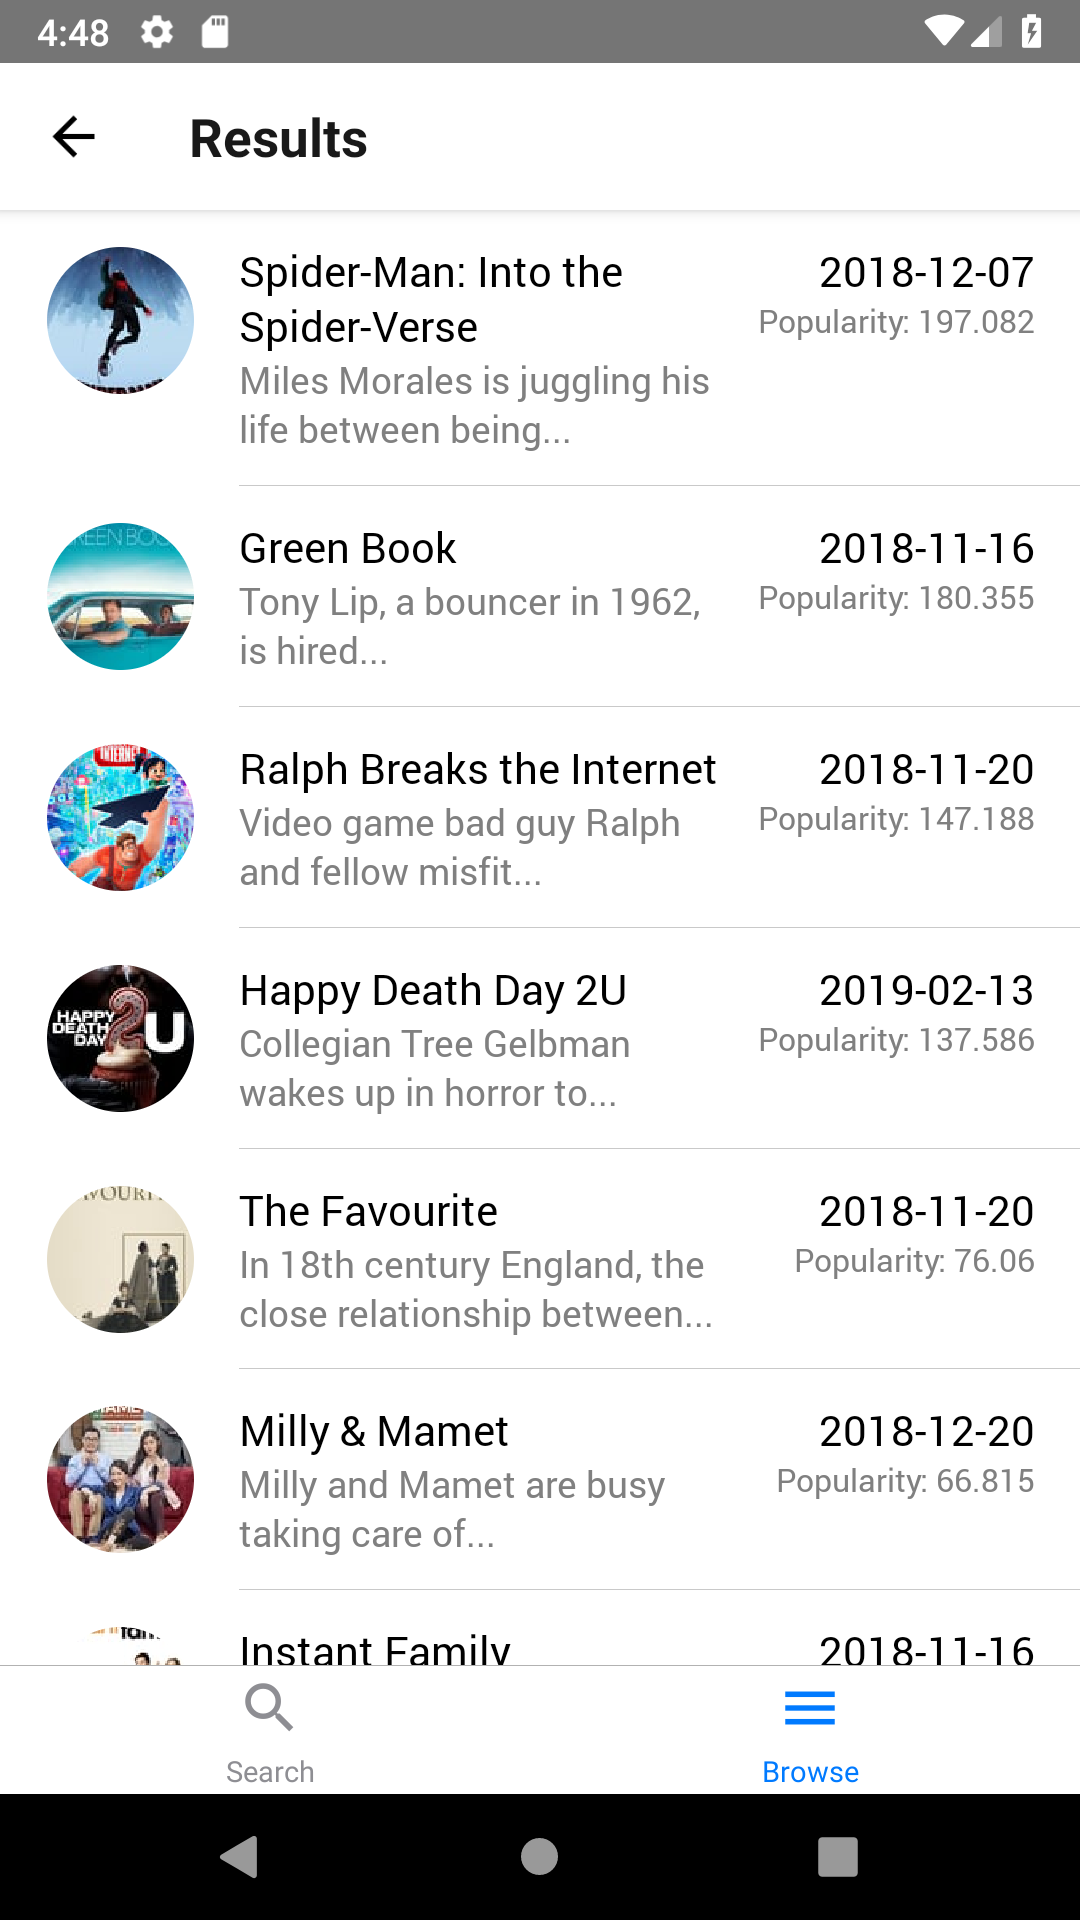 4:48
Results
Spider-Man: Into the
Spider-Verse
2018-12-07
Popularity: 197.082
Miles Morales is juggling his
life between being...
Green Book
2018-11-16
Popularity: 180.355
Tony Lip, a bouncer in 1962,
is hired...
Ralph Breaks the Internet
2018-11-20
Popularity: 147.188
Video game bad guy Ralph
and fellow misfit...
HAPPY
DEATH
DAY
2U
Happy Death Day 2U
2019-02-13
Popularity: 137.586
Collegian Tree Gelbman
wakes up in horror to...
The Favourite
2018-11-20
Popularity: 76.06
In 18th century England, the
close relationship between...
Milly & Mamet
2018-12-20
Popularity: 66.815
Milly and Mamet are busy
taking care of...
Instant Family
2018-11-16
Search
Browse